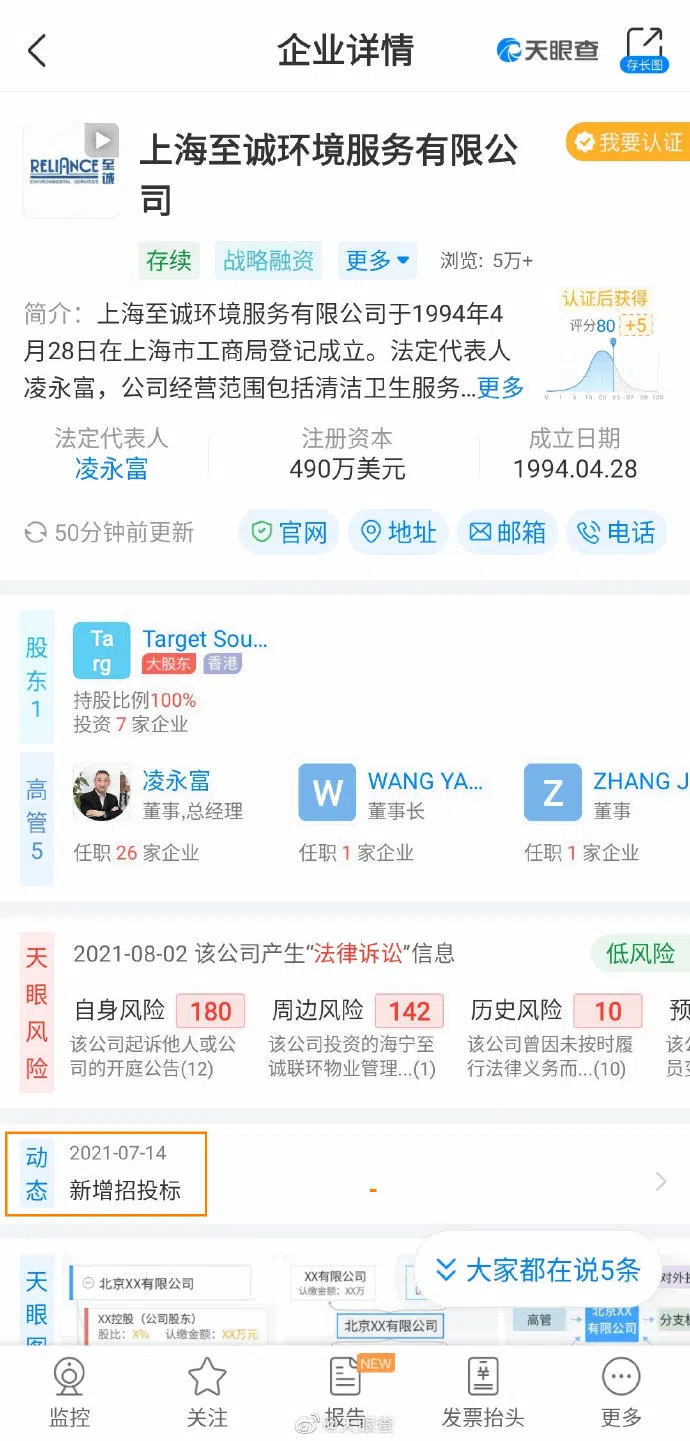 企业详情
天眼查
存长图
RELIANCE 至诚
ENVIRONMENTAL SERVICES
上海至诚环境服务有限公
司
我要认证
存续
战略融资
更多
浏览: 5万+
简介: 上海至诚环境服务有限公司于1994年4
月28日在上海市工商局登记成立。法定代表人
凌永富，公司经营范围包括清洁卫生服务...更多
认证后获得
评分80 +5
法定代表人
凌永富
注册资本
490万美元
成立日期
1994.04.28
50分钟前更新
官网
地址
邮箱
电话
股东1
Targ
Target Sou...
大股东 香港
持股比例100%
投资 7 家企业
高管5
凌永富
董事,总经理
任职 26 家企业
W
WANG YA...
董事长
任职 1 家企业
Z
ZHANG J
董事
任职 1 家企业
天眼风险
2021-08-02 该公司产生“法律诉讼”信息
低风险
自身风险 180
该公司起诉他人或公
司的开庭公告(12)
周边风险 142
该公司投资的海宁至
诚联环物业管理...(1)
历史风险 10
该公司曾因未按时履
行法律义务而...(10)
预
该公
员变
动态
2021-07-14
新增招投标
大家都在说5条
天眼图
北京XX有限公司
XX控股（公司股东）
股比: X% 认缴金额: XX万元
XX有限公司
认缴金额: XX万
北京XX有限公司
高管
北京XX
有限公司
对外投
分支机
监控
关注
报告
NEW
发票抬头
更多
@天眼查